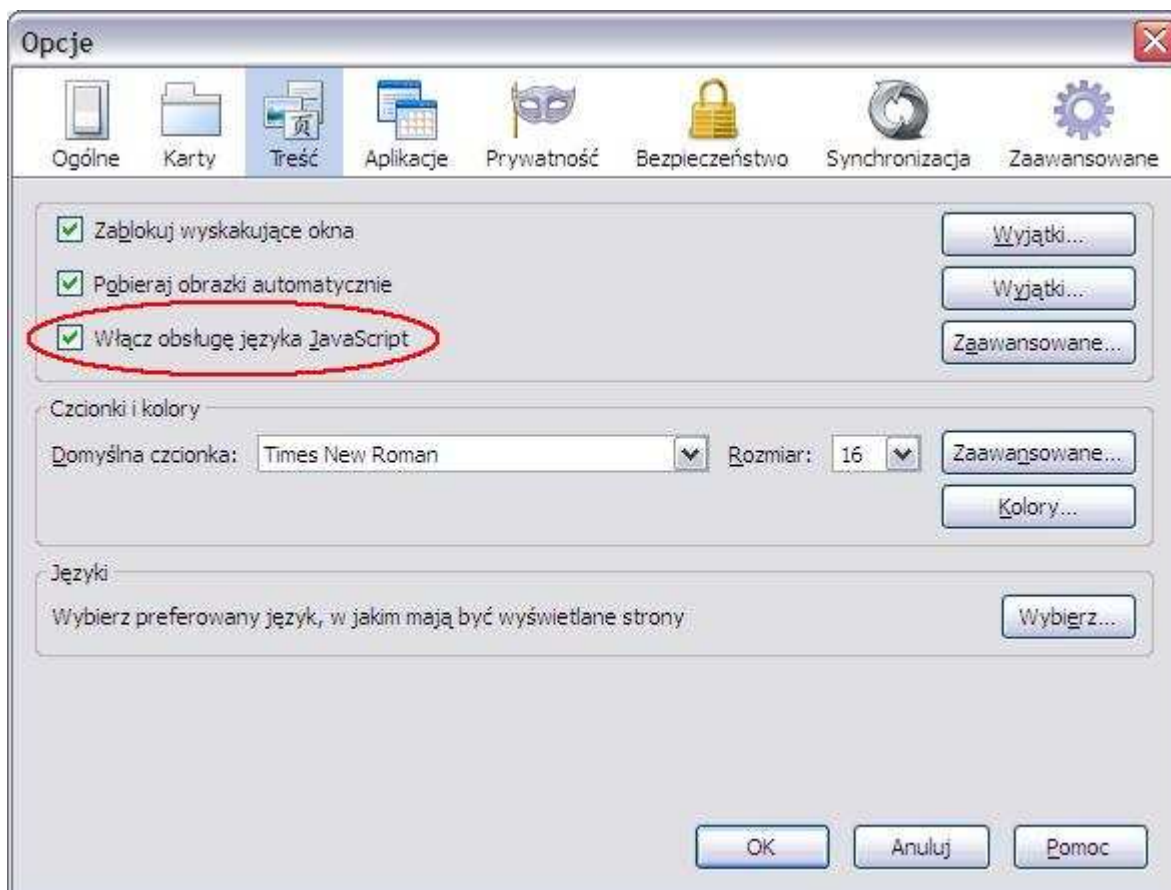 Opcje
Ogólne Karty Treść Aplikacje Prywatność Bezpieczeństwo Synchronizacja Zaawansowane
Zablokuj wyskakujące okna Wyjątki...
Pobieraj obrazki automatycznie Wyjątki...
Włącz obsługę języka JavaScript Zaawansowane...
Czcionki i kolory
Domyślna czcionka: Times New Roman Rozmiar: 16 Zaawansowane...
Kolory...
Języki
Wybierz preferowany język, w jakim mają być wyświetlane strony Wybierz...
OK Anuluj Pomoc